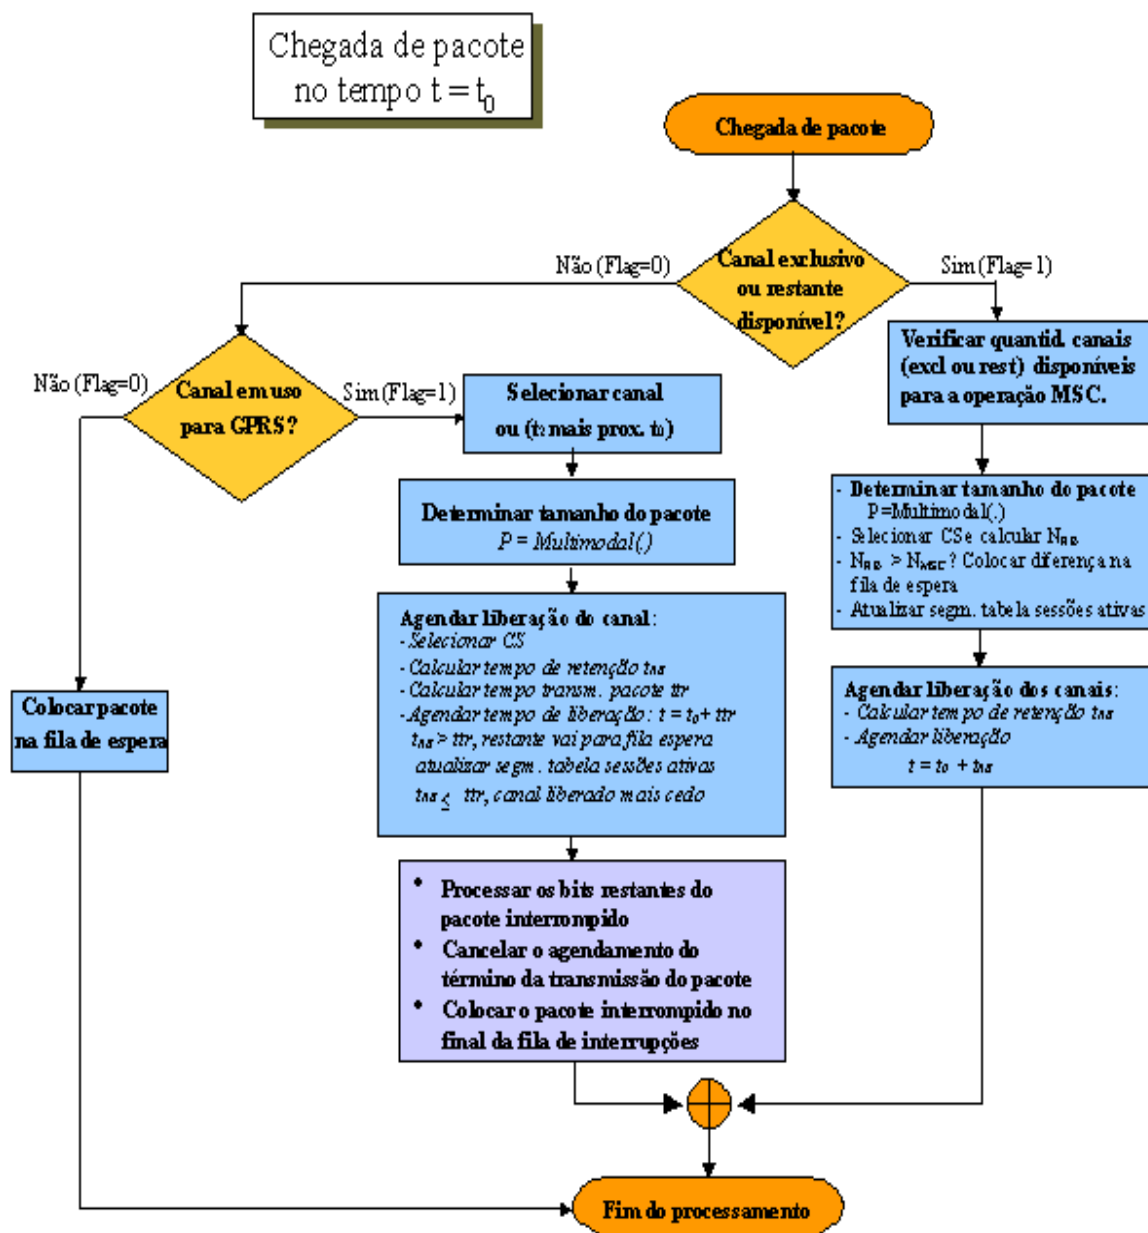 Chegada de pacote
no tempo t = t0
Chegada de pacote
Não (Flag=0)
Canal exclusivo
ou restante
disponível?
Sim (Flag=1)
Verificar quantid. canais
(excl ou rest) disponíveis
para a operação MSC.
Não (Flag=0)
Canal em uso
para GPRS?
Sim (Flag=1)
Selecionar canal
ou (t2 mais prox. t0)
Determinar tamanho do pacote
P = Multimodal()
- Determinar tamanho do pacote
P=Multimodal(.)
- Selecionar CS e calcular NRB
- NRB > NMSC? Colocar diferença na
fila de espera
- Atualizar segm. tabela sessões ativas
Agendar liberação do canal:
- Selecionar CS
- Calcular tempo de retenção tRB
- Calcular tempo transm. pacote ttr
- Agendar tempo de liberação: t = t0 + ttr
tRB > ttr, restante vai para fila espera
atualizar segm. tabela sessões ativas
tRB ≤ ttr, canal liberado mais cedo
Agendar liberação dos canais:
- Calcular tempo de retenção tRB
- Agendar liberação
t = t0 + tRB
Colocar pacote
na fila de espera
• Processar os bits restantes do
pacote interrompido
• Cancelar o agendamento do
término da transmissão do pacote
• Colocar o pacote interrompido no
final da fila de interrupções
Fim do processamento